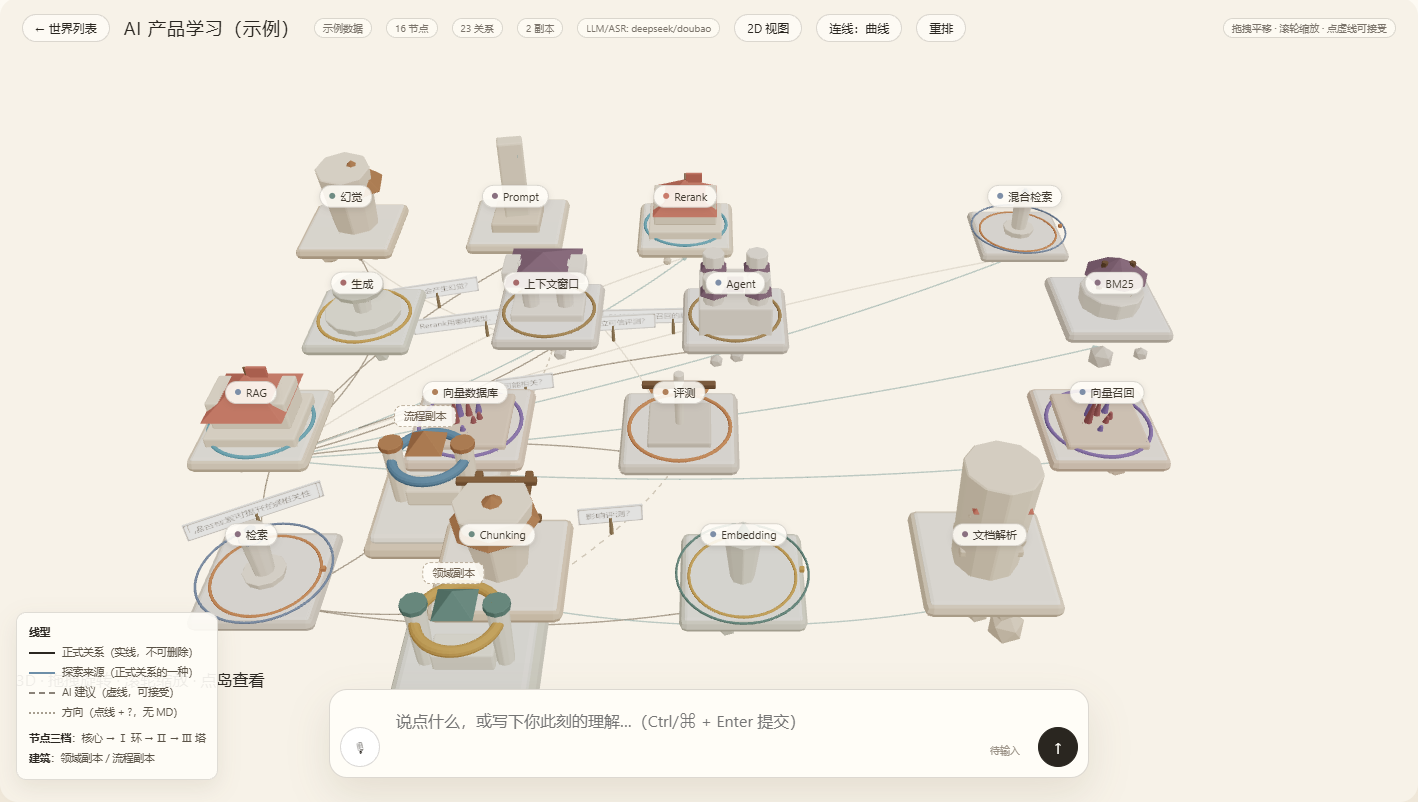 ← 世界列表
AI 产品学习（示例）
示例数据
16 节点
23 关系
2 副本
LLM/ASR: deepseek/doubao
2D 视图
连线：曲线
重排
拖拽平移 · 滚轮缩放 · 点虚线可接受
幻觉
Prompt
Rerank
混合检索
生成
上下文窗口
Agent
BM25
RAG
向量数据库
评测
向量召回
流程副本
检索
Chunking
影响评测?
Embedding
文档解析
领域副本
线型
正式关系（实线，不可删除）
探索来源（正式关系的一种）
AI 建议（虚线，可接受）
方向（点线 + ?，无 MD）
节点三档：核心 → Ⅰ 环 → Ⅱ → Ⅲ 塔
建筑：领域副本 / 流程副本
点岛查看
说点什么，或写下你此刻的理解…（Ctrl/⌘ + Enter 提交）
待输入
↑